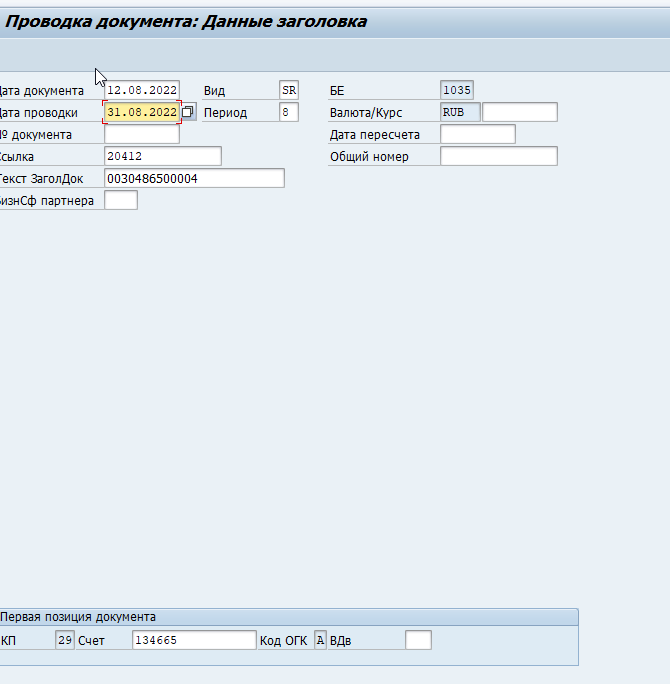 Проводка документа: Данные заголовка
Дата документа 12.08.2022 Вид SR БЕ 1035
Дата проводки 31.08.2022 Период 8 Валюта/Курс RUB
№ документа Дата пересчета
Ссылка 20412 Общий номер
Текст ЗаголДок 0030486500004
БизнСф партнера
Первая позиция документа
КП 29 Счет 134665 Код ОГК A ВДв